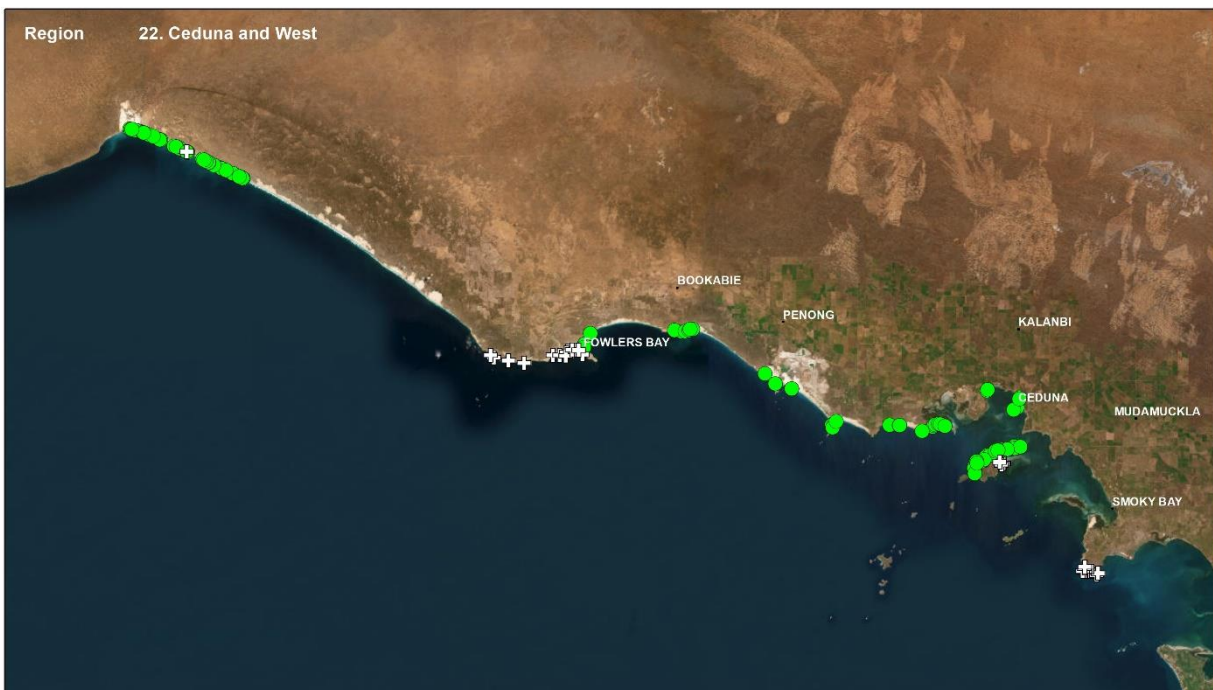 Region 22. Ceduna and West
BOOKABIE
PENONG
KALANBI
FOWLERS BAY
CEDUNA
MUDAMUCKLA
SMOKY BAY